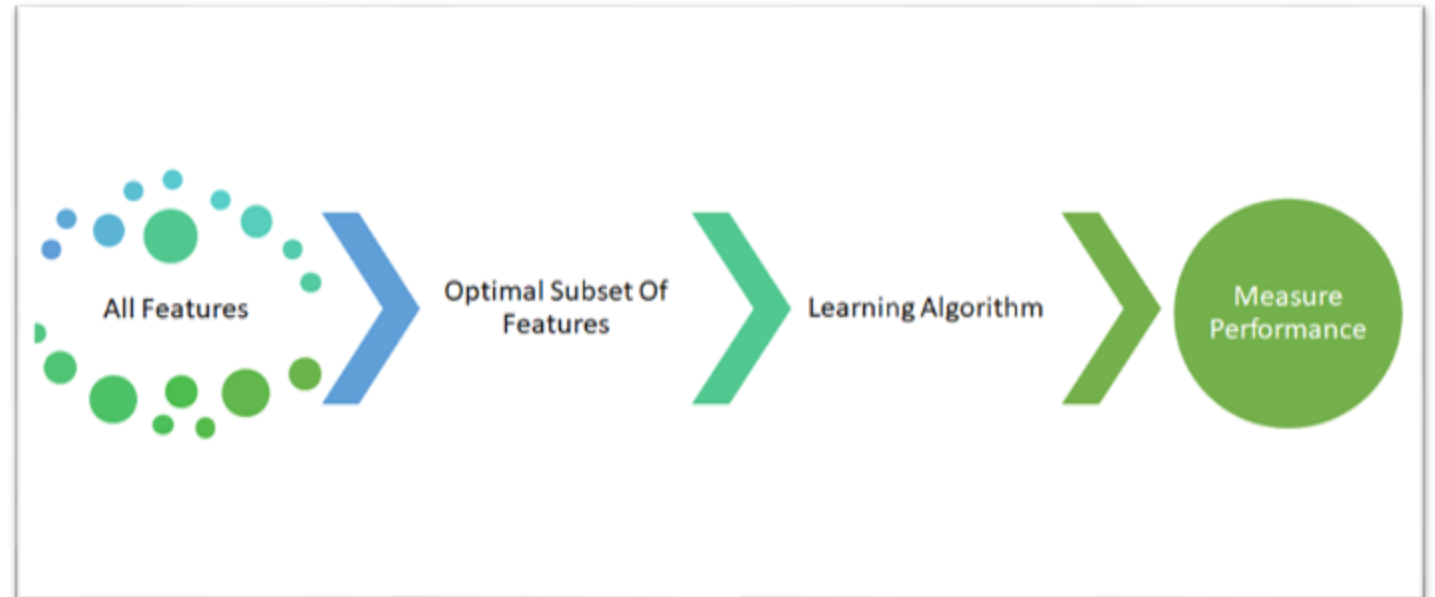 All Features
Optimal Subset Of
Features
Learning Algorithm
Measure
Performance